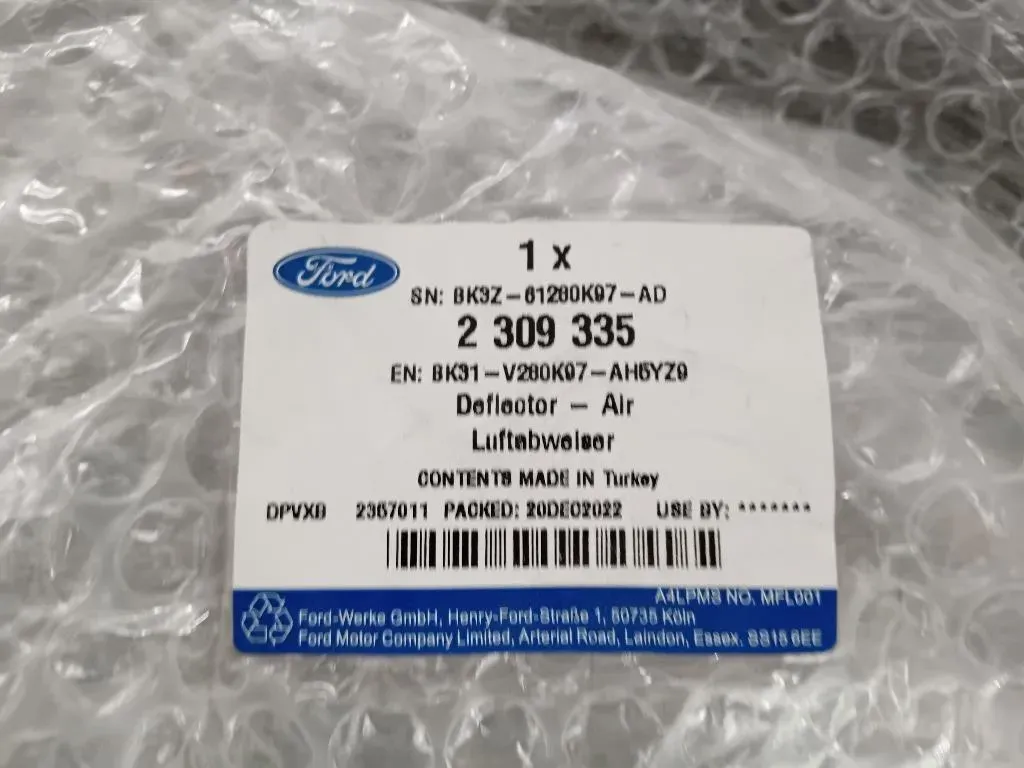 Ford
1 x
SN: BK3Z-61280K97-AD
2 309 335
EN: BK31-V280K97-AH5YZ9
Deflector - Air
Luftabweiser
CONTENTS MADE IN Turkey
DPVXB 2367011 PACKED: 20DEC2022 USE BY: *******
A4LPMS NO. MFL001
Ford-Werke GmbH, Henry-Ford-Straße 1, 50735 Köln
Ford Motor Company Limited, Arterial Road, Laindon, Essex. SS15 6EE